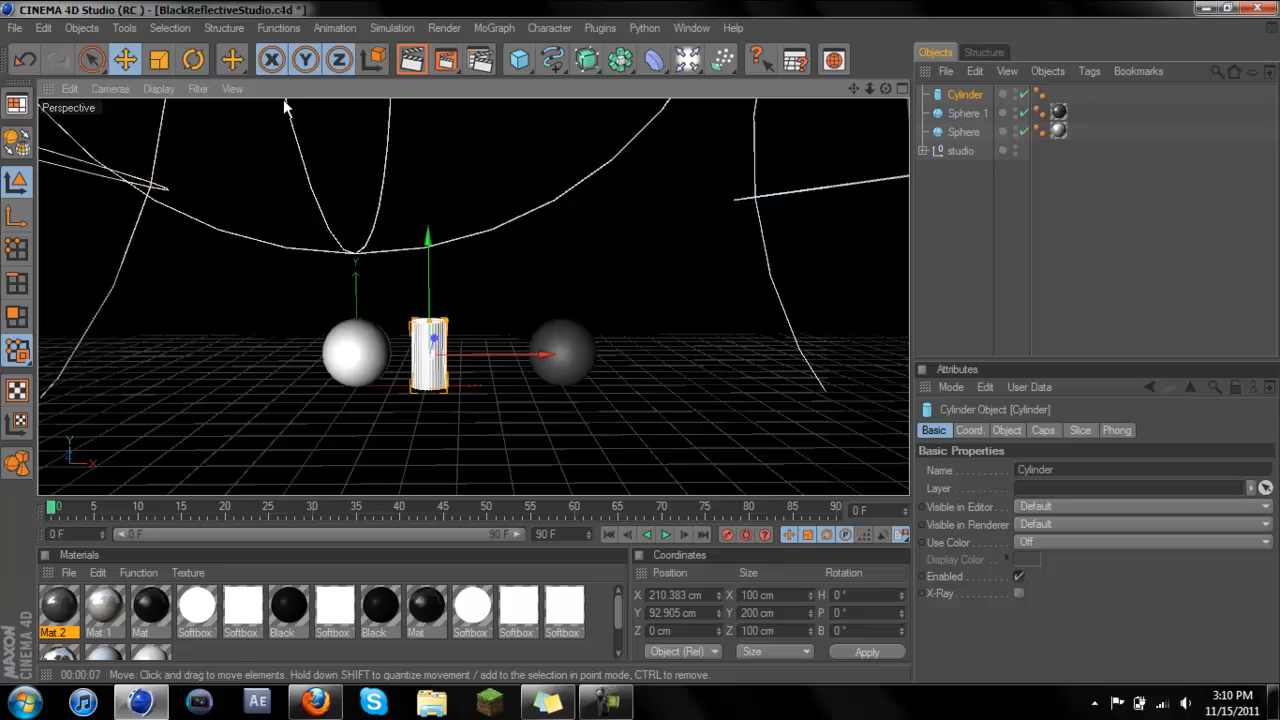 CINEMA 4D Studio (RC) - [BlackReflectiveStudio.c4d *]
File Edit Objects Tools Selection Structure Functions Animation Simulation Render MoGraph Character Plugins Python Window Help
Objects Structure
File Edit View Objects Tags Bookmarks
Edit Cameras Display Filter View
Perspective
Cylinder
Sphere.1
Sphere
studio
Y
Y
X
Attributes
Mode Edit User Data
Cylinder Object [Cylinder]
Basic Coord. Object Caps Slice Phong
Basic Properties
Name Cylinder
Layer
Visible in Editor Default
Visible in Renderer Default
Use Color Off
Display Color
Enabled
X-Ray
0 5 10 15 20 25 30 35 40 45 50 55 60 65 70 75 80 85 90 0 F
0 F 0 F 90 F 90 F
Materials
File Edit Function Texture
Mat.2 Mat.1 Mat Softbox Softbox Black Softbox Black Mat Softbox Softbox Softbox
Coordinates
Position Size Rotation
X 210.383 cm X 100 cm H 0 °
Y 92.905 cm Y 200 cm P 0 °
Z 0 cm Z 100 cm B 0 °
Object (Rel) Size Apply
MAXON
CINEMA 4D
00:00:07 Move: Click and drag to move elements. Hold down SHIFT to quantize movement / add to the selection in point mode, CTRL to remove.
Ae
3:10 PM
11/15/2011